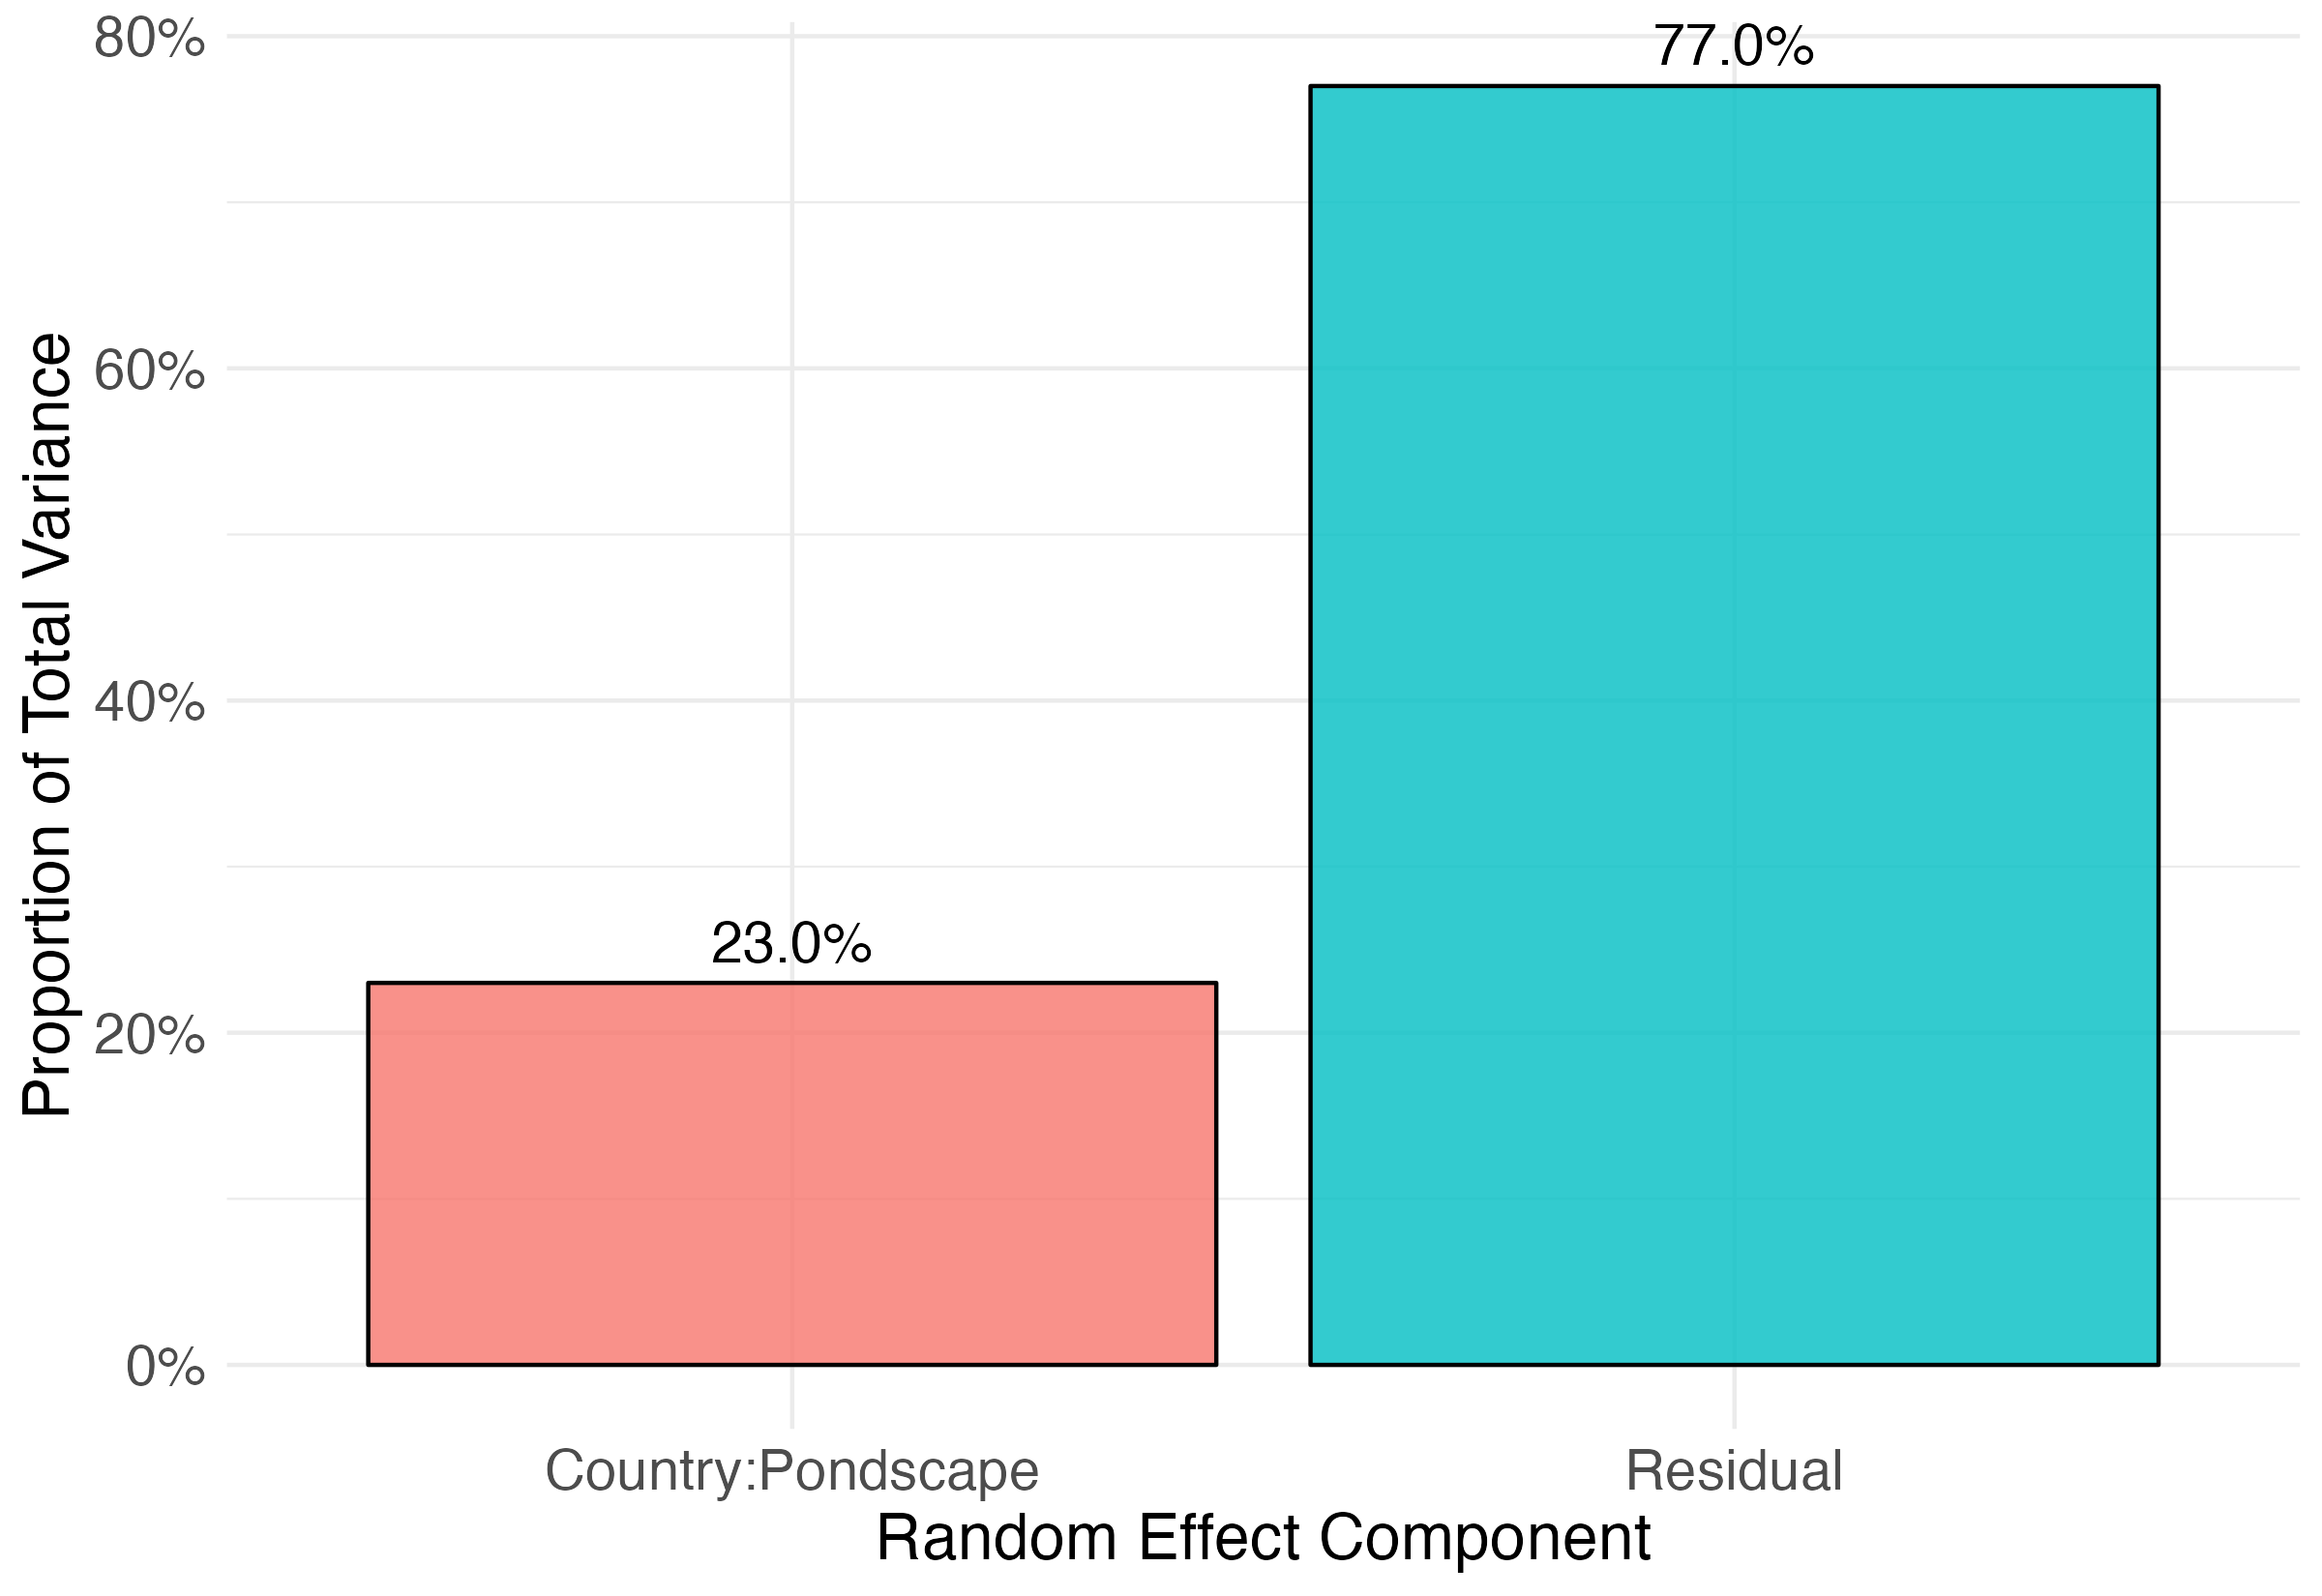 Proportion of Total Variance
80%
60%
40%
20%
0%
77.0%
23.0%
Country:Pondscape
Residual
Random Effect Component